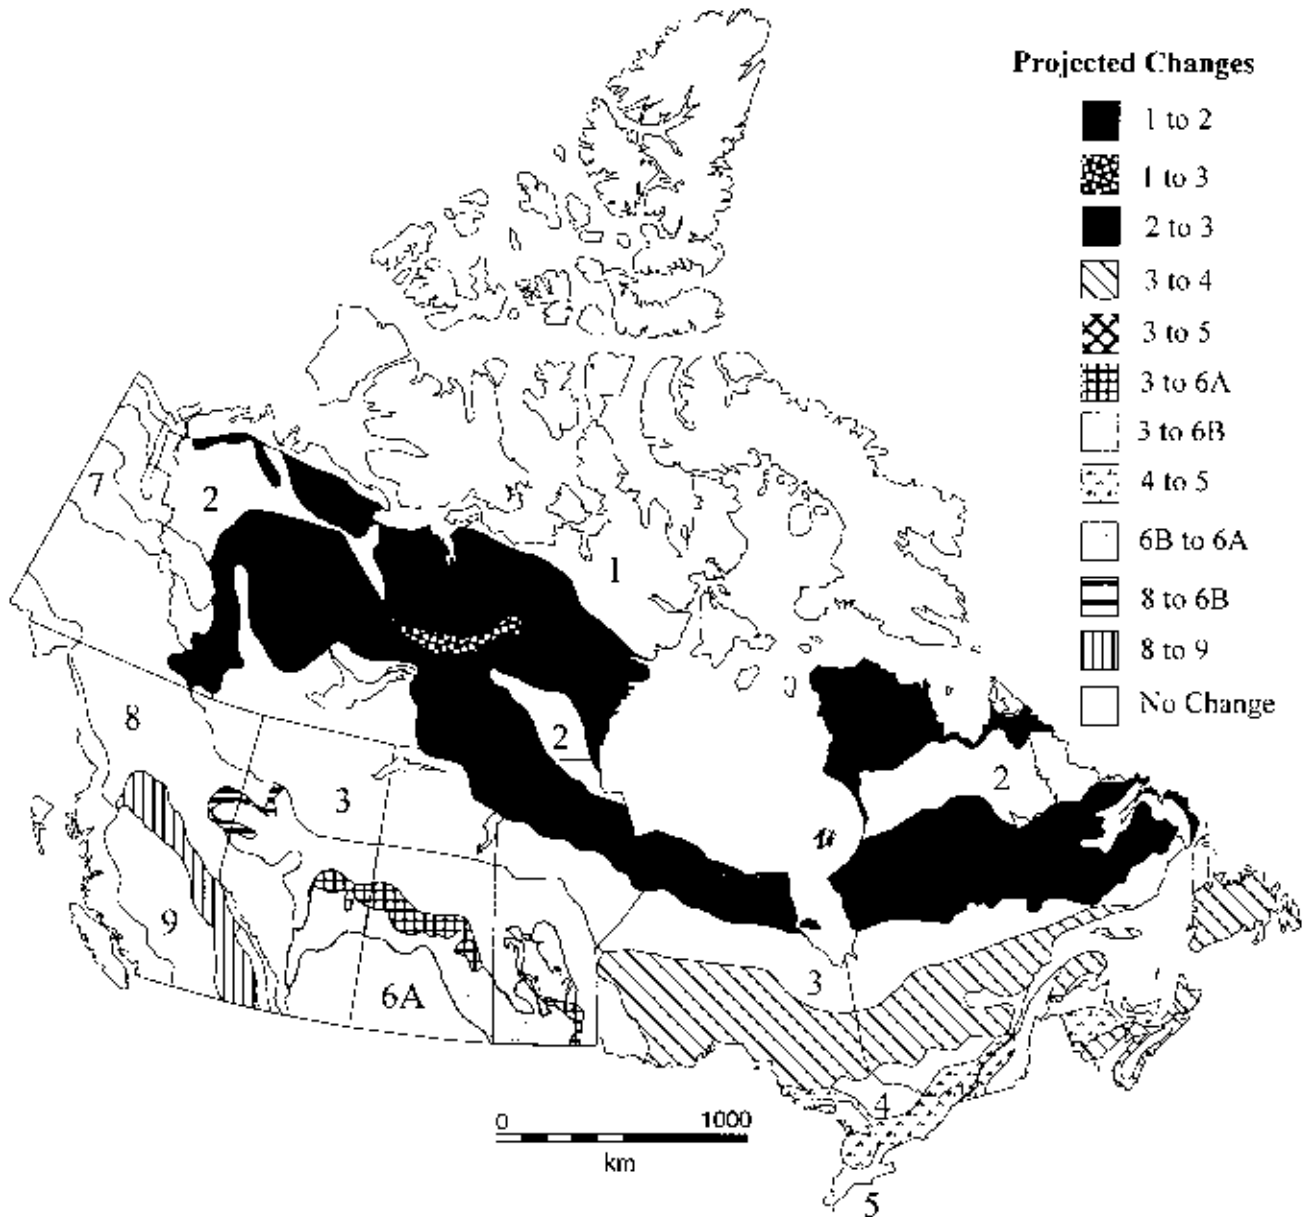 Projected Changes
1 to 2
1 to 3
2 to 3
3 to 4
3 to 5
3 to 6A
3 to 6B
4 to 5
6B to 6A
8 to 6B
8 to 9
No Change
7
2
1
8
2
3
2
9
6A
3
4
5
0 1000
km